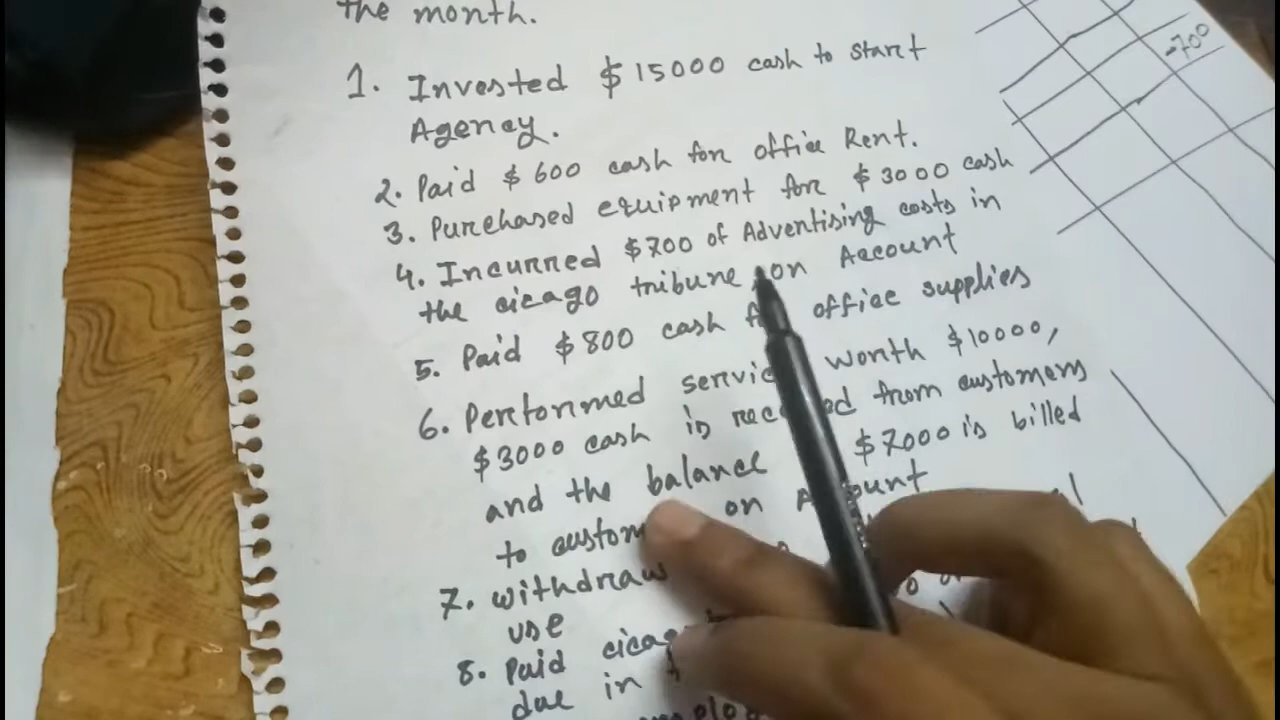 the month.
-700
1. Invested $15000 cash to start
Agency.
2. Paid $600 cash for office Rent.
3. Purchased equipment for $3000 cash
4. Incurred $700 of Advertising costs in
the cicago tribune on Account
5. Paid $800 cash office supplies
6. Performed worth $10000,
$3000 cash is from customers
and the balance $7000 is billed
to on
7. withdraw
use
8. Paid
due in